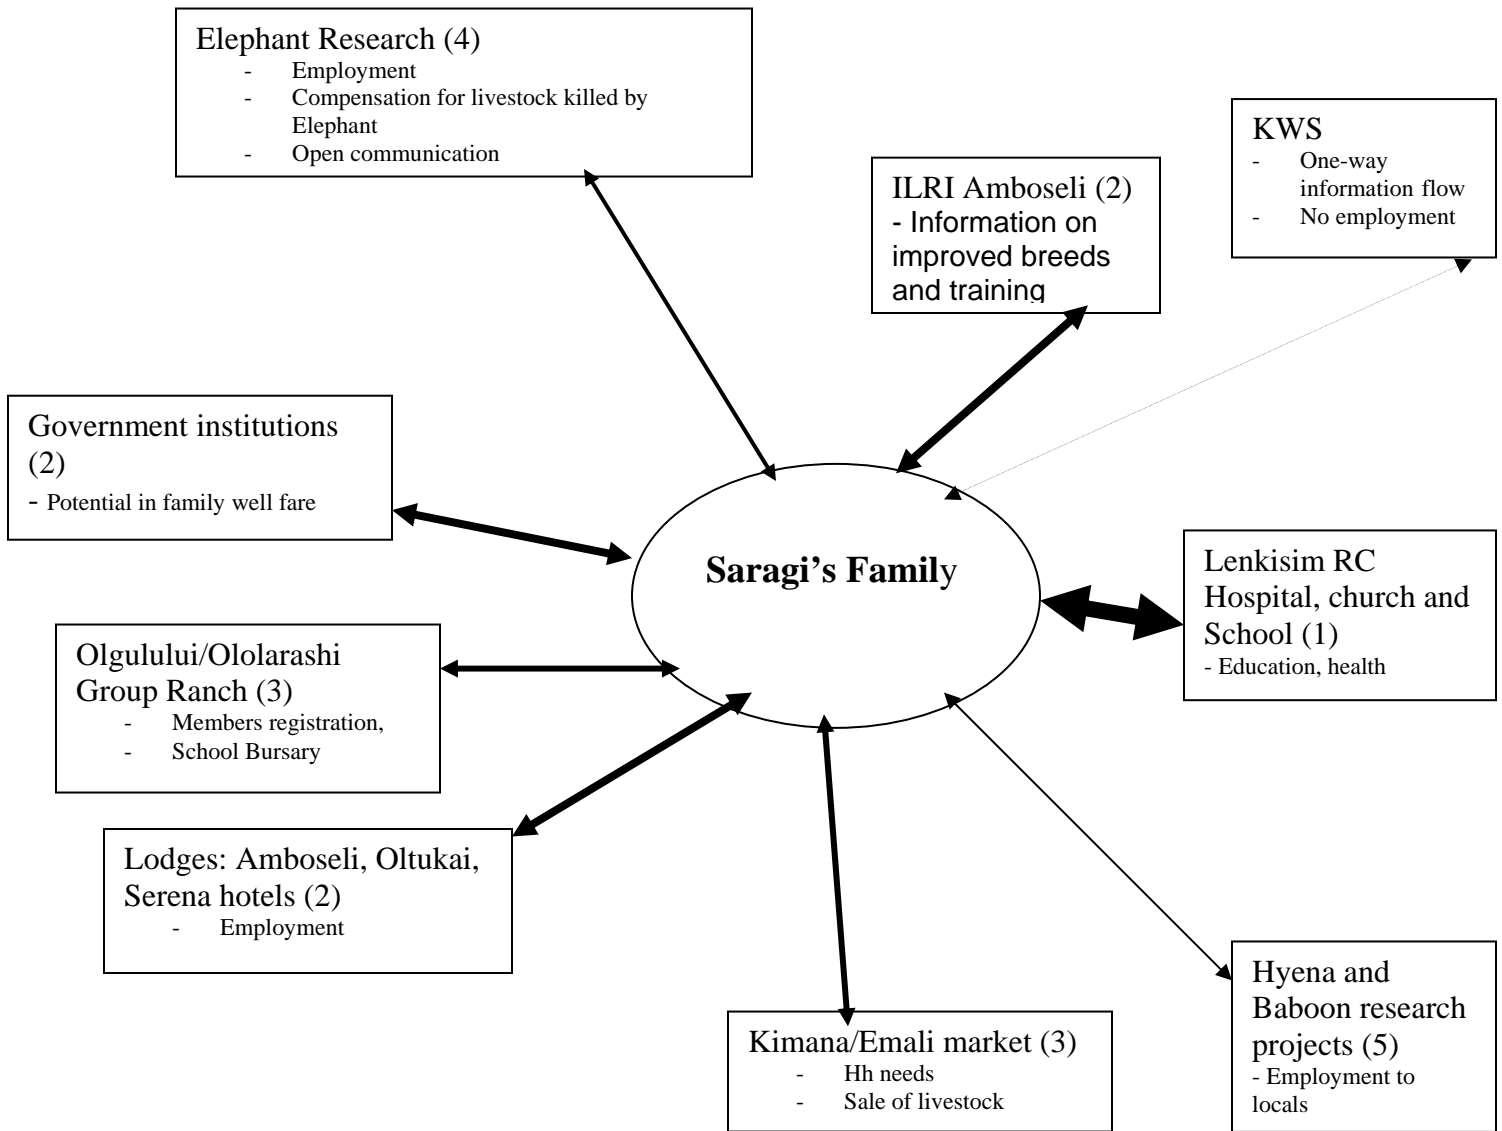 Elephant Research (4)
- Employment
- Compensation for livestock killed by
Elephant
- Open communication
KWS
- One-way
information flow
- No employment
ILRI Amboseli (2)
- Information on
improved breeds
and training
Government institutions
(2)
- Potential in family well fare
Saragi’s Family
Lenkisim RC
Hospital, church and
School (1)
- Education, health
Olgulului/Ololarashi
Group Ranch (3)
- Members registration,
- School Bursary
Lodges: Amboseli, Oltukai,
Serena hotels (2)
- Employment
Hyena and
Baboon research
projects (5)
- Employment to
locals
Kimana/Emali market (3)
- Hh needs
- Sale of livestock